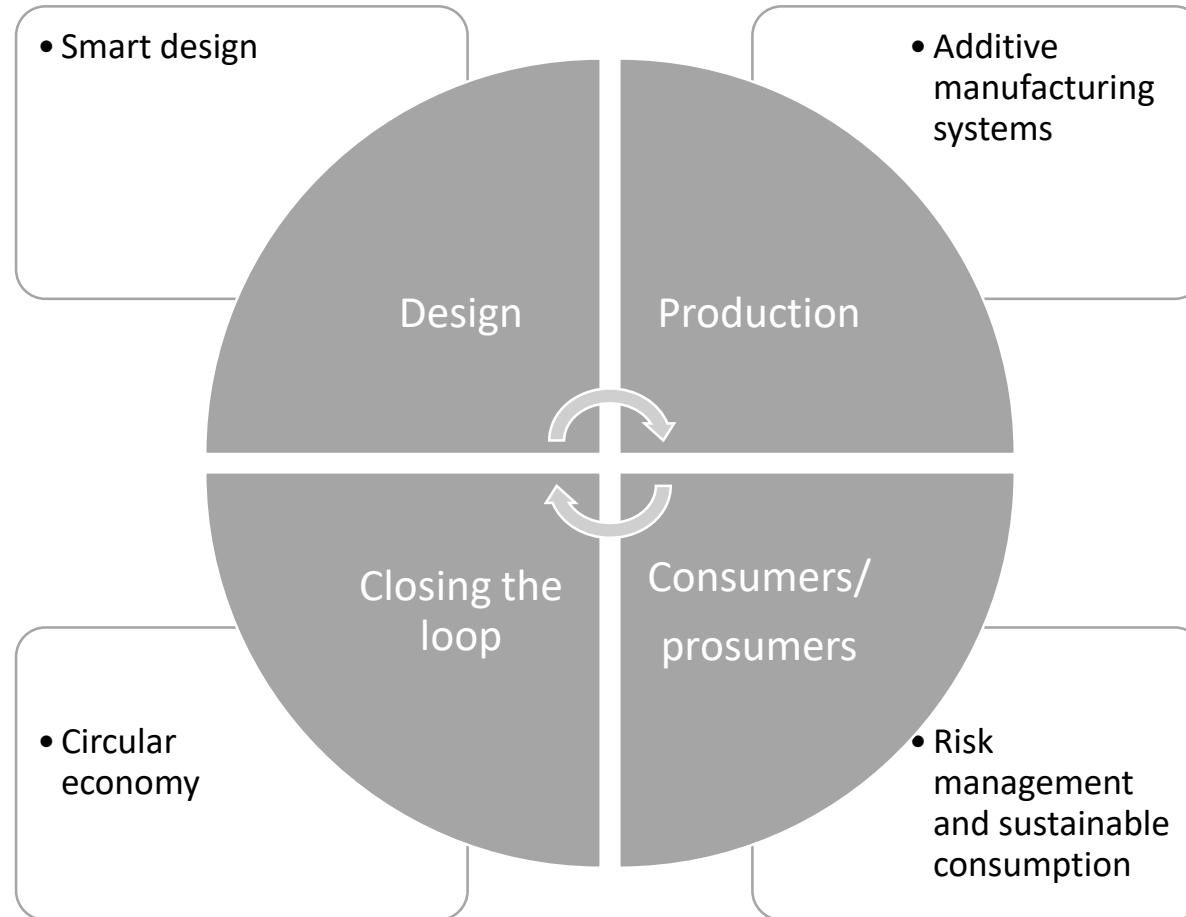 • Smart design
• Additive
manufacturing
systems
Design
Production
Closing the
loop
Consumers/
prosumers
• Circular
economy
• Risk
management
and sustainable
consumption